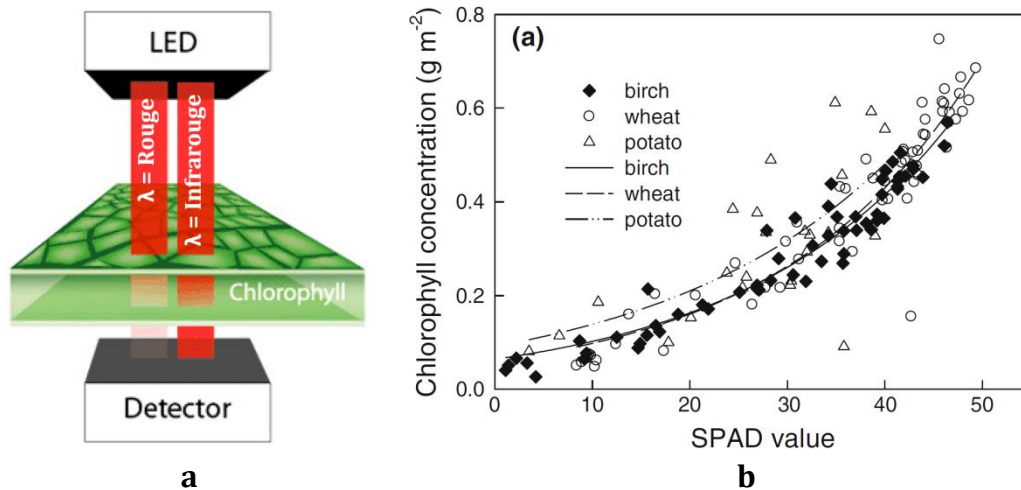 LED
λ = Rouge
λ = Infrarouge
Chlorophyll
Detector
a
(a)
birch
wheat
potato
birch
wheat
potato
Chlorophyll concentration (g m⁻²)
0.8
0.6
0.4
0.2
0.0
0 10 20 30 40 50
SPAD value
b